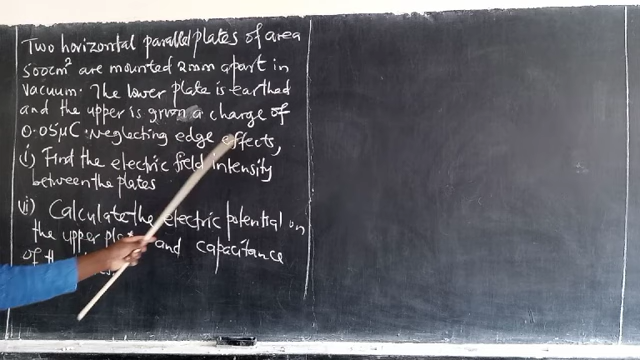 Two horizontal parallel plates of area
500cm² are mounted 2mm apart in
vacuum. The lower plate is earthed
and the upper is given a charge of
0.05μC. Neglecting edge effects,
(i) Find the electric field intensity
between the plates
(ii) Calculate the electric potential on
the upper and capacitance
of